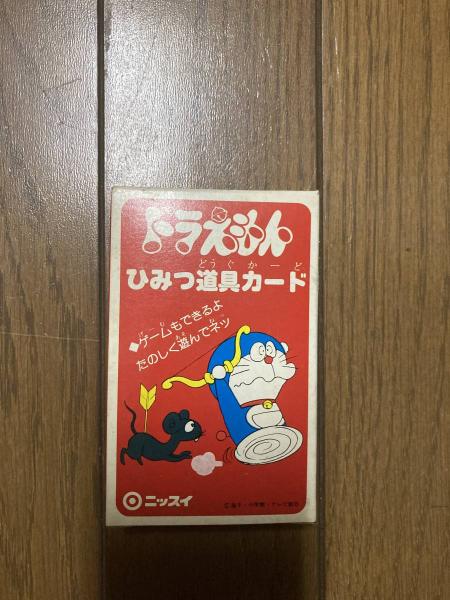 ドラえもん
どうぐかーど
ひみつ道具カード
◆ゲームもできるよ
たのしく遊んでネッ
ニッスイ